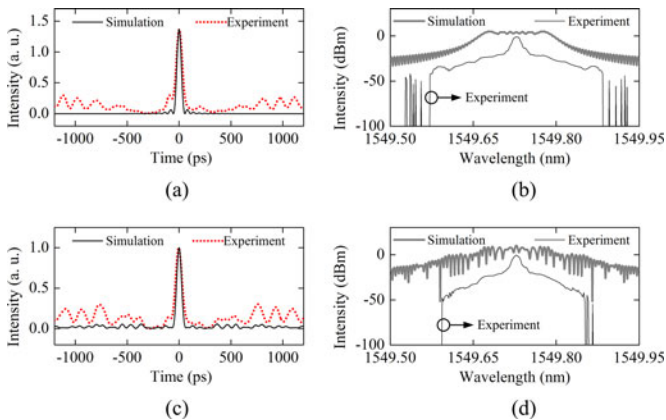 Simulation Experiment
Intensity (a. u.)
1.5
1.0
0.5
0.0
-1000 -500 0 500 1000
Time (ps)
(a)
Simulation Experiment
Intensity (dBm)
0
-50
-100
Experiment
1549.50 1549.65 1549.80 1549.95
Wavelength (nm)
(b)
Simulation Experiment
Intensity (a. u.)
1.0
0.5
0.0
-1000 -500 0 500 1000
Time (ps)
(c)
Simulation Experiment
Intensity (dBm)
0
-50
-100
Experiment
1549.50 1549.65 1549.80 1549.95
Wavelength (nm)
(d)